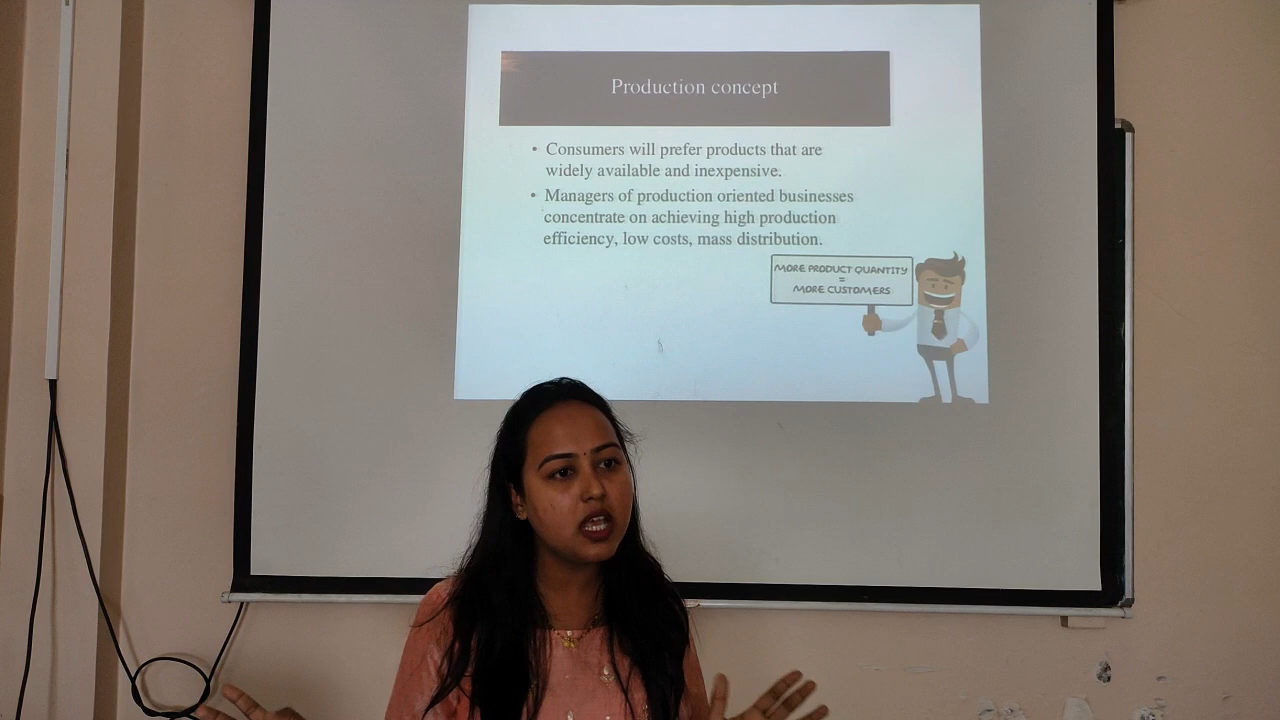 Production concept
• Consumers will prefer products that are
widely available and inexpensive.
• Managers of production oriented businesses
concentrate on achieving high production
efficiency, low costs, mass distribution.
MORE PRODUCT QUANTITY
=
MORE CUSTOMERS